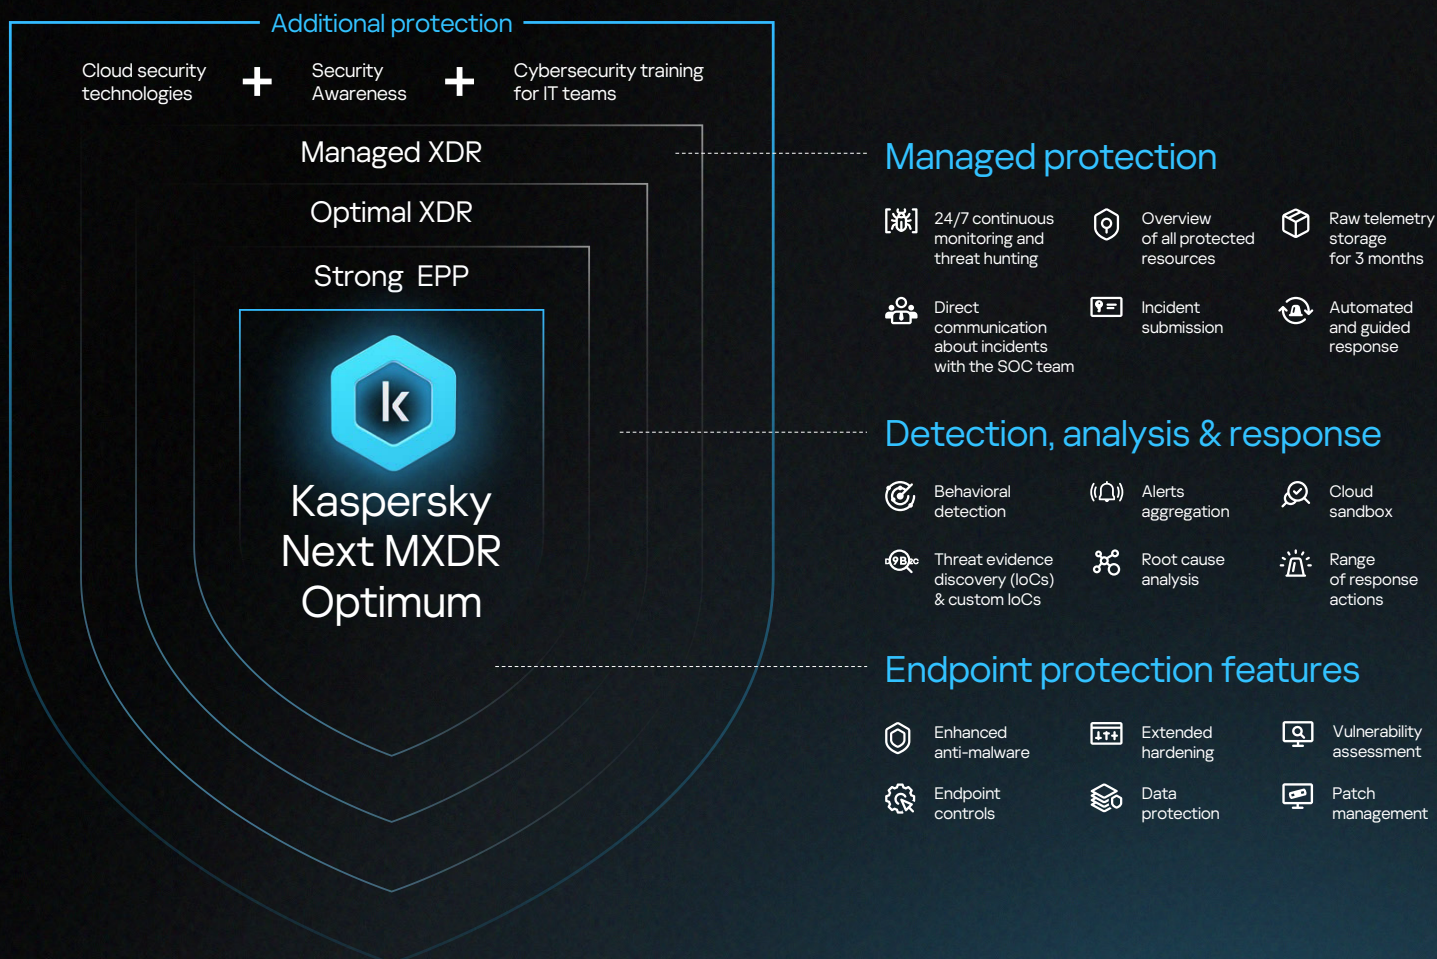 Additional protection
Cloud security
technologies
+
Security
Awareness
+
Cybersecurity training
for IT teams
Managed XDR
Optimal XDR
Strong EPP
k
Kaspersky
Next MXDR
Optimum
Managed protection
24/7 continuous
monitoring and
threat hunting
Overview
of all protected
resources
Raw telemetry
storage
for 3 months
Direct
communication
about incidents
with the SOC team
Incident
submission
Automated
and guided
response
Detection, analysis & response
Behavioral
detection
Alerts
aggregation
Cloud
sandbox
Threat evidence
discovery (IoCs)
& custom IoCs
Root cause
analysis
Range
of response
actions
Endpoint protection features
Enhanced
anti-malware
Extended
hardening
Vulnerability
assessment
Endpoint
controls
Data
protection
Patch
management